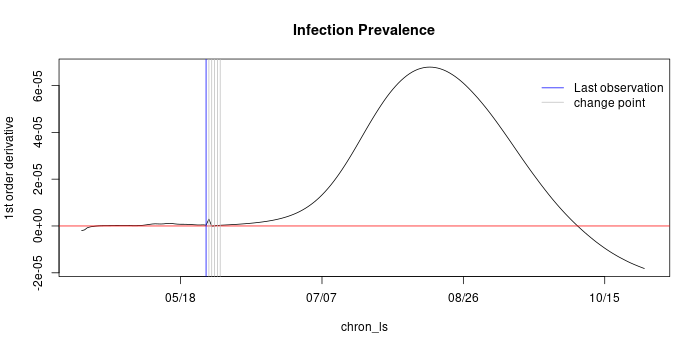 Infection Prevalence
1st order derivative
6e-05
4e-05
2e-05
0e+00
-2e-05
Last observation
change point
05/18
07/07
08/26
10/15
chron_ls